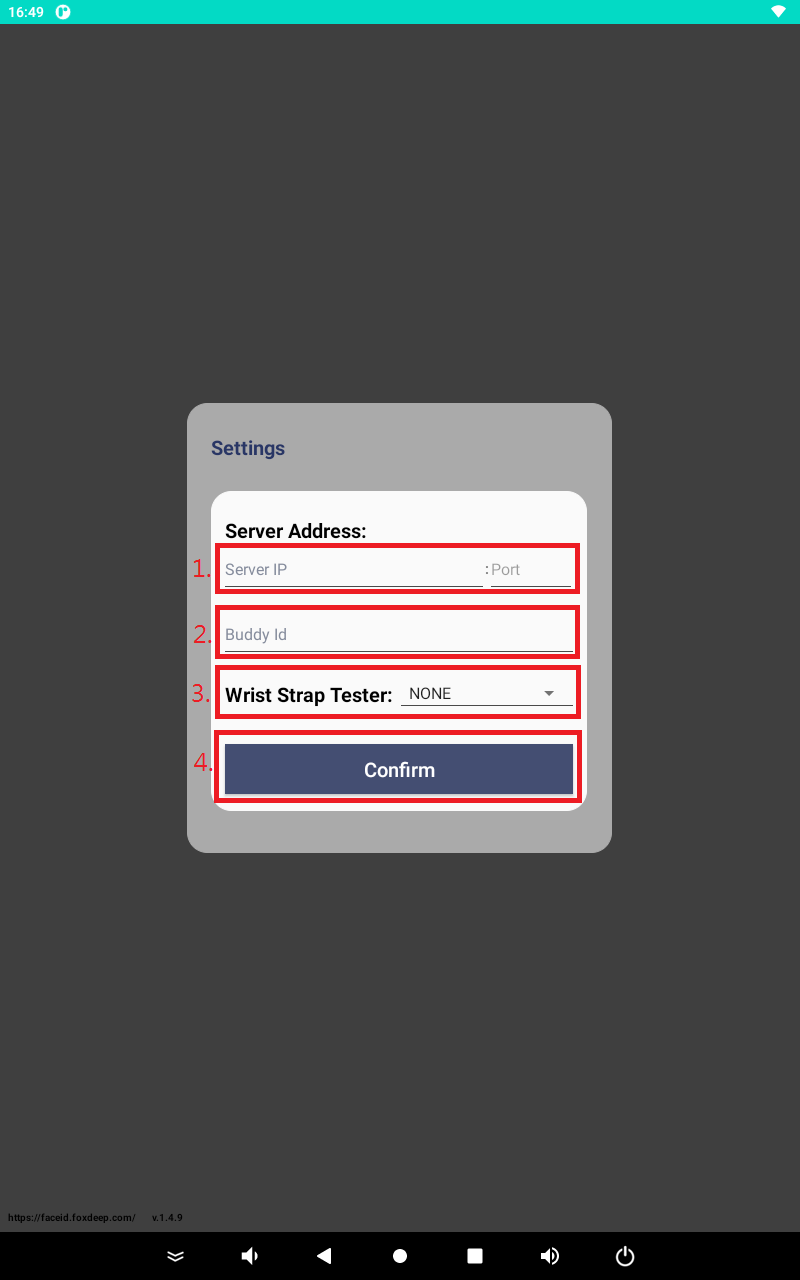 16:49
Settings
Server Address:
1. Server IP : Port
2. Buddy Id
3. Wrist Strap Tester: NONE
4. Confirm
https://faceid.foxdeep.com/ v.1.4.9